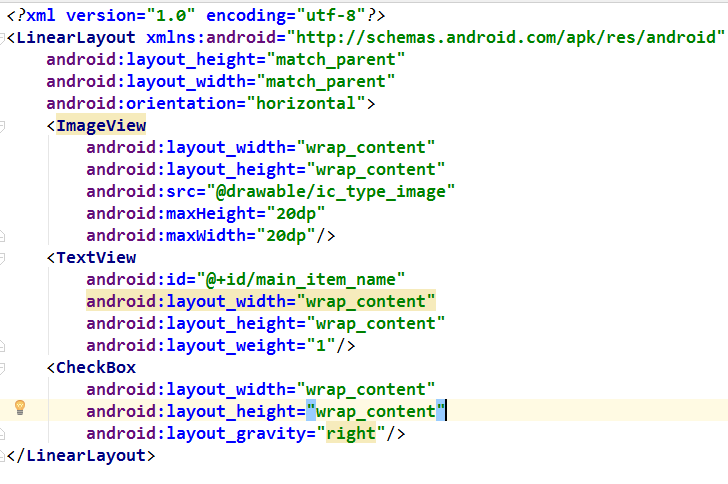 <?xml version="1.0" encoding="utf-8"?>
<LinearLayout xmlns:android="http://schemas.android.com/apk/res/android"
    android:layout_height="match_parent"
    android:layout_width="match_parent"
    android:orientation="horizontal">
    <ImageView
        android:layout_width="wrap_content"
        android:layout_height="wrap_content"
        android:src="@drawable/ic_type_image"
        android:maxHeight="20dp"
        android:maxWidth="20dp"/>
    <TextView
        android:id="@+id/main_item_name"
        android:layout_width="wrap_content"
        android:layout_height="wrap_content"
        android:layout_weight="1"/>
    <CheckBox
        android:layout_width="wrap_content"
        android:layout_height="wrap_content"
        android:layout_gravity="right"/>
</LinearLayout>